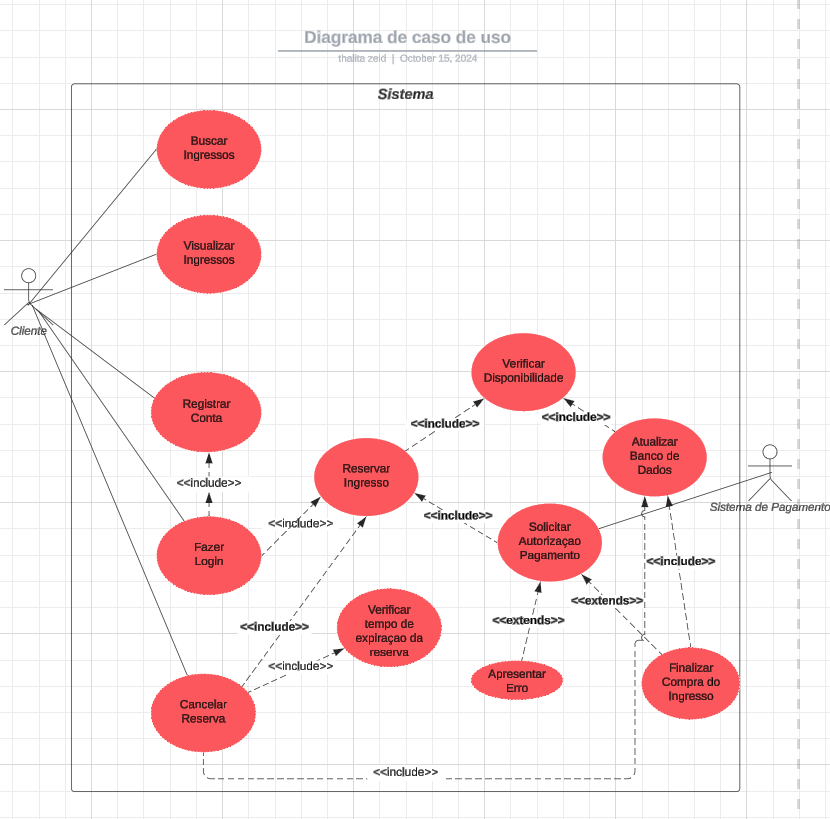 Diagrama de caso de uso
thalita zeid | October 15, 2024
Sistema
Buscar
Ingressos
Visualizar
Ingressos
Cliente
Registrar
Conta
Verificar
Disponibilidade
<<include>>
<<include>>
Atualizar
Banco de
Dados
Reservar
Ingresso
<<include>>
Sistema de Pagamento
<<include>>
<<include>>
Solicitar
Autorizaçao
Pagamento
Fazer
Login
<<include>>
<<extends>>
<<extends>>
<<include>>
Verificar
tempo de
expiraçao da
reserva
<<include>>
Apresentar
Erro
Finalizar
Compra do
Ingresso
Cancelar
Reserva
<<include>>